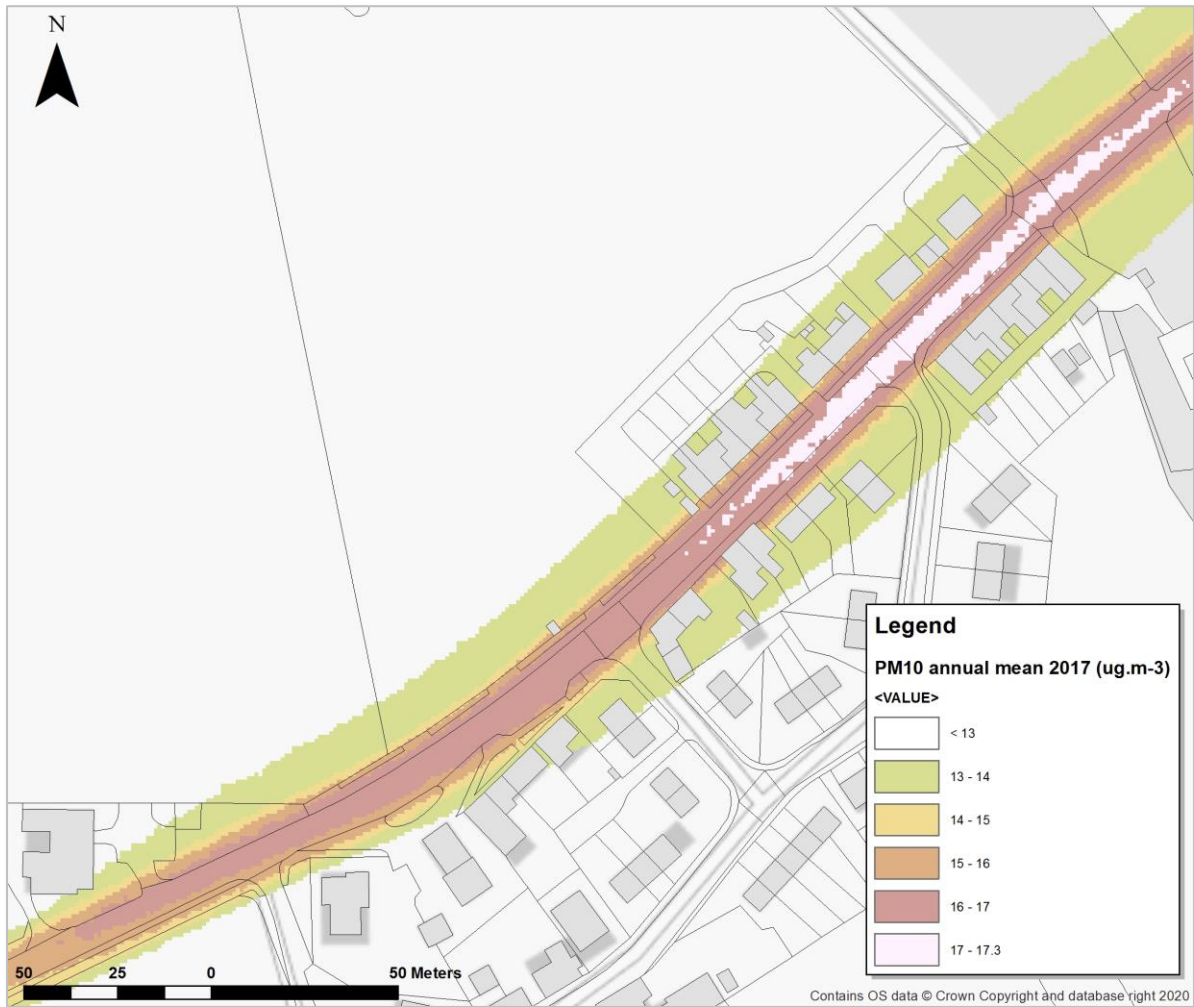 N
Legend
PM10 annual mean 2017 (ug.m-3)
<VALUE>
< 13
13 - 14
14 - 15
15 - 16
16 - 17
17 - 17.3
50 25 0 50 Meters
Contains OS data © Crown Copyright and database right 2020